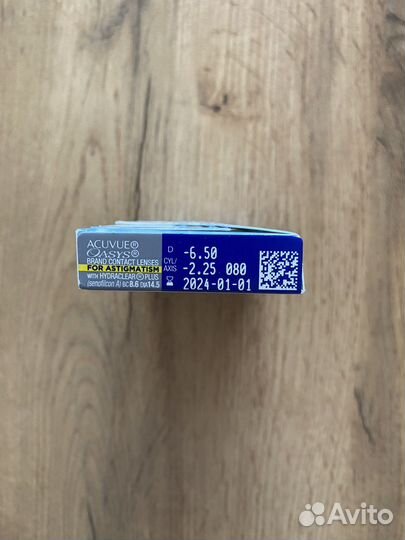 ACUVUE®
OASYS®
BRAND CONTACT LENSES
FOR ASTIGMATISM
WITH HYDRACLEAR® PLUS
(senofilcon A) BC 8.6 DIA 14.5
D -6.50
CYL/AXIS -2.25 080
2024-01-01
Avito